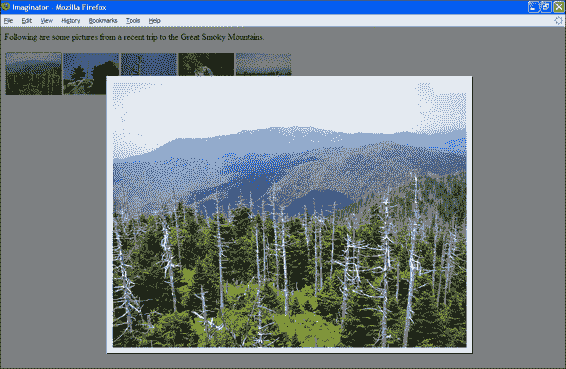 Imaginator - Mozilla Firefox
File Edit View History Bookmarks Tools Help
Following are some pictures from a recent trip to the Great Smoky Mountains.